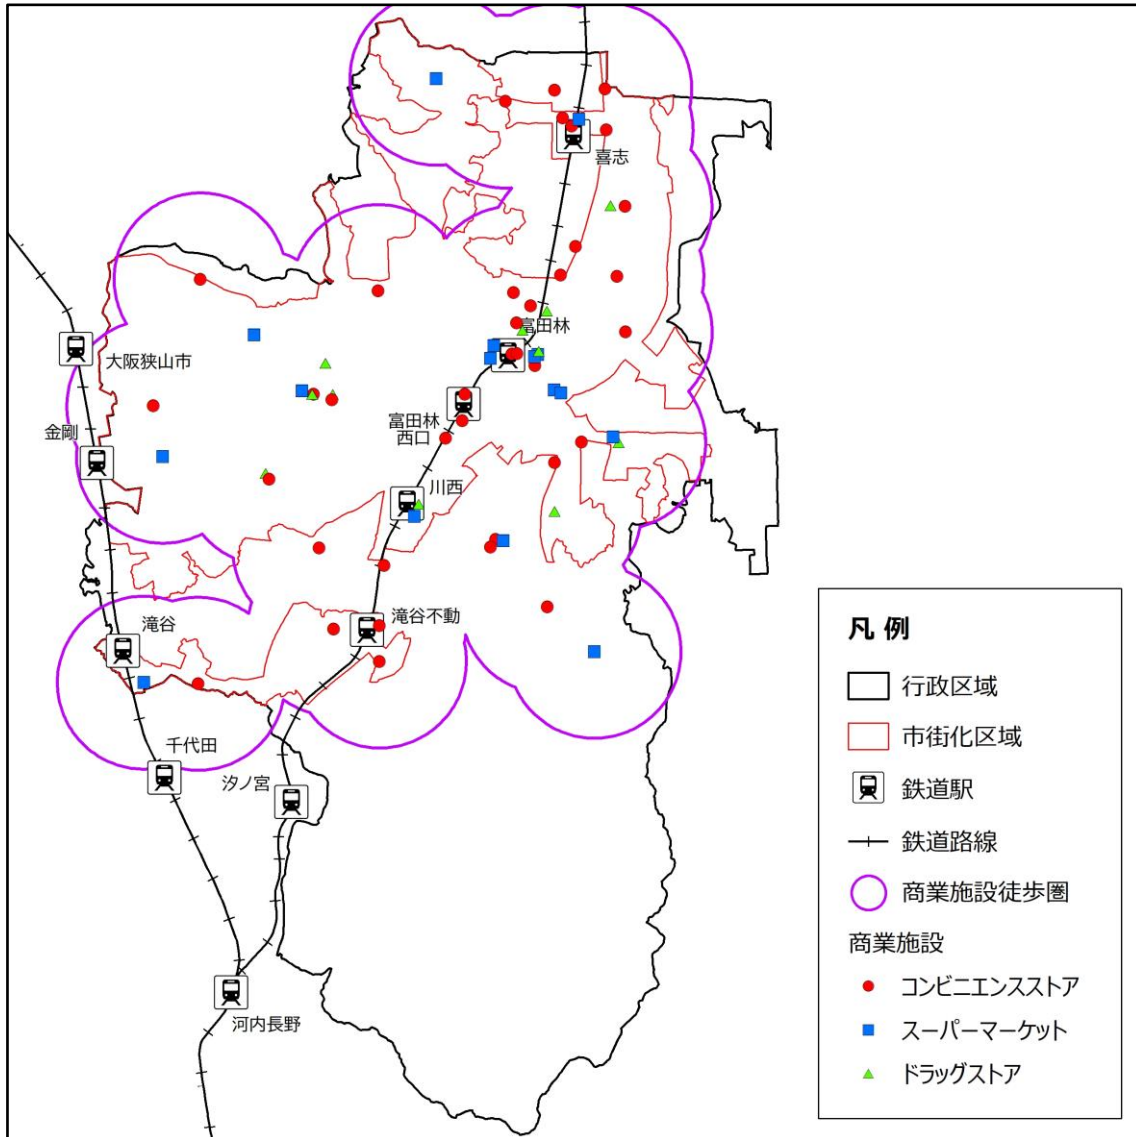 喜志
富田林
大阪狭山市
富田林
西口
金剛
川西
滝谷不動
滝谷
千代田
汐ノ宮
河内長野
凡 例
行政区域
市街化区域
鉄道駅
鉄道路線
商業施設徒歩圏
商業施設
コンビニエンスストア
スーパーマーケット
ドラッグストア